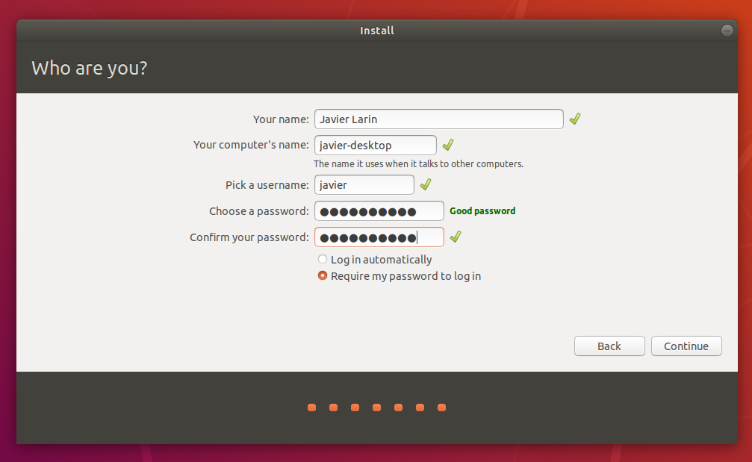 Install
Who are you?
Your name: Javier Larin
Your computer's name: javier-desktop
The name it uses when it talks to other computers.
Pick a username: javier
Choose a password: ●●●●●●●●●● Good password
Confirm your password: ●●●●●●●●●●
Log in automatically
Require my password to log in
Back Continue